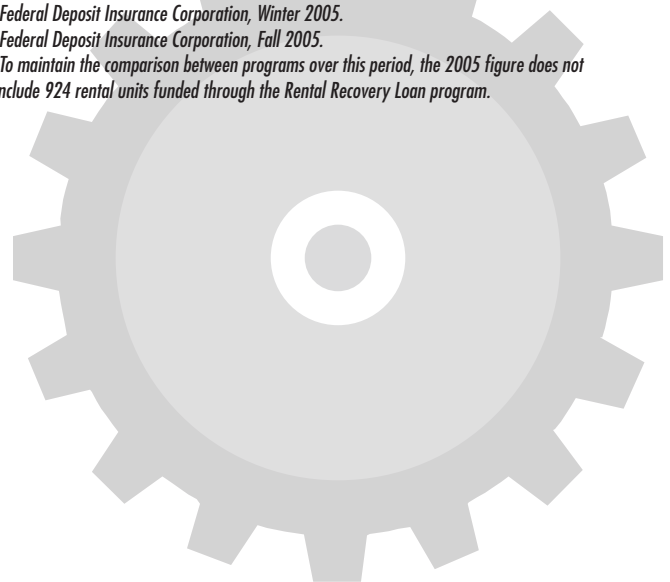 Federal Deposit Insurance Corporation, Winter 2005.
Federal Deposit Insurance Corporation, Fall 2005.
To maintain the comparison between programs over this period, the 2005 figure does not
nclude 924 rental units funded through the Rental Recovery Loan program.